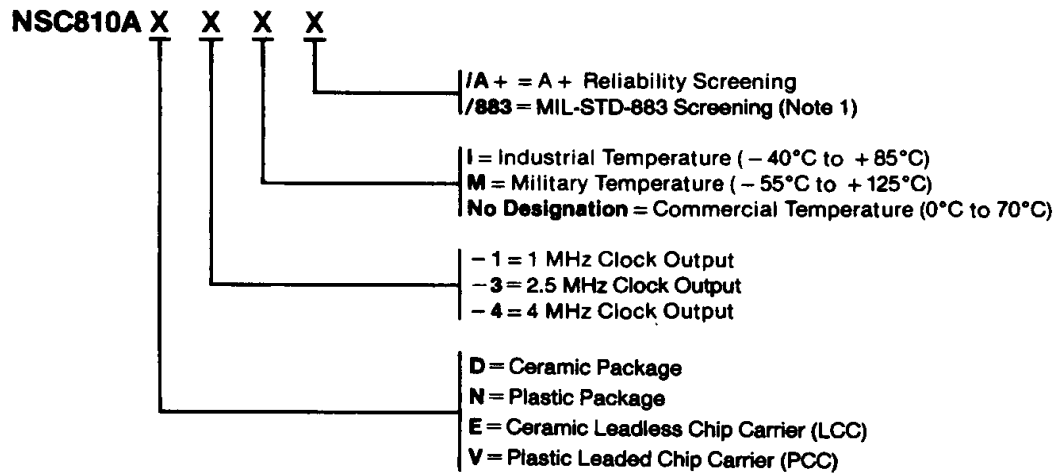 NSC810A X X X X
/A+ = A+ Reliability Screening
/883 = MIL-STD-883 Screening (Note 1)
I = Industrial Temperature (−40°C to +85°C)
M = Military Temperature (−55°C to +125°C)
No Designation = Commercial Temperature (0°C to 70°C)
−1 = 1 MHz Clock Output
−3 = 2.5 MHz Clock Output
−4 = 4 MHz Clock Output
D = Ceramic Package
N = Plastic Package
E = Ceramic Leadless Chip Carrier (LCC)
V = Plastic Leaded Chip Carrier (PCC)